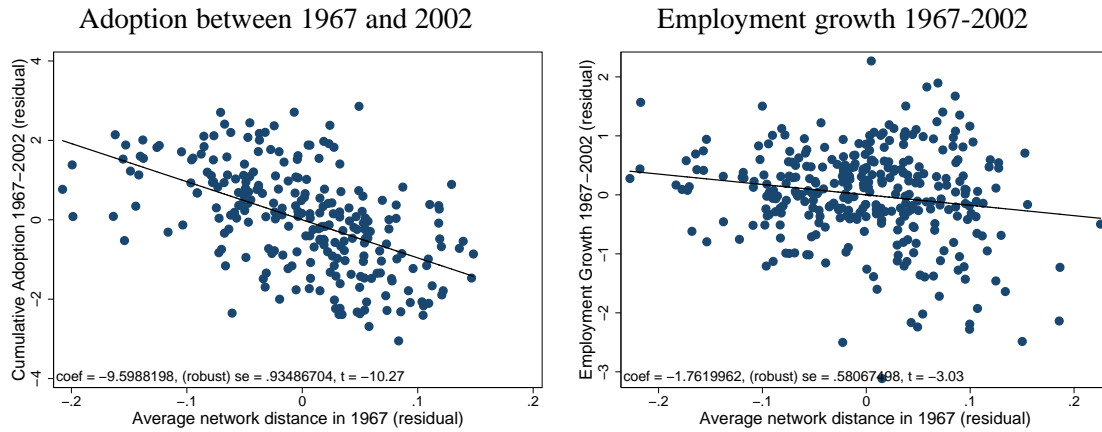 Adoption between 1967 and 2002
Cumulative Adoption 1967−2002 (residual)
4
2
0
−2
−4
coef = −9.5988198, (robust) se = .93486704, t = −10.27
−.2
−.1
0
.1
.2
Average network distance in 1967 (residual)
Employment growth 1967-2002
Employment Growth 1967−2002 (residual)
2
1
0
−1
−2
−3
coef = −1.7619962, (robust) se = .58067498, t = −3.03
−.2
−.1
0
.1
.2
Average network distance in 1967 (residual)